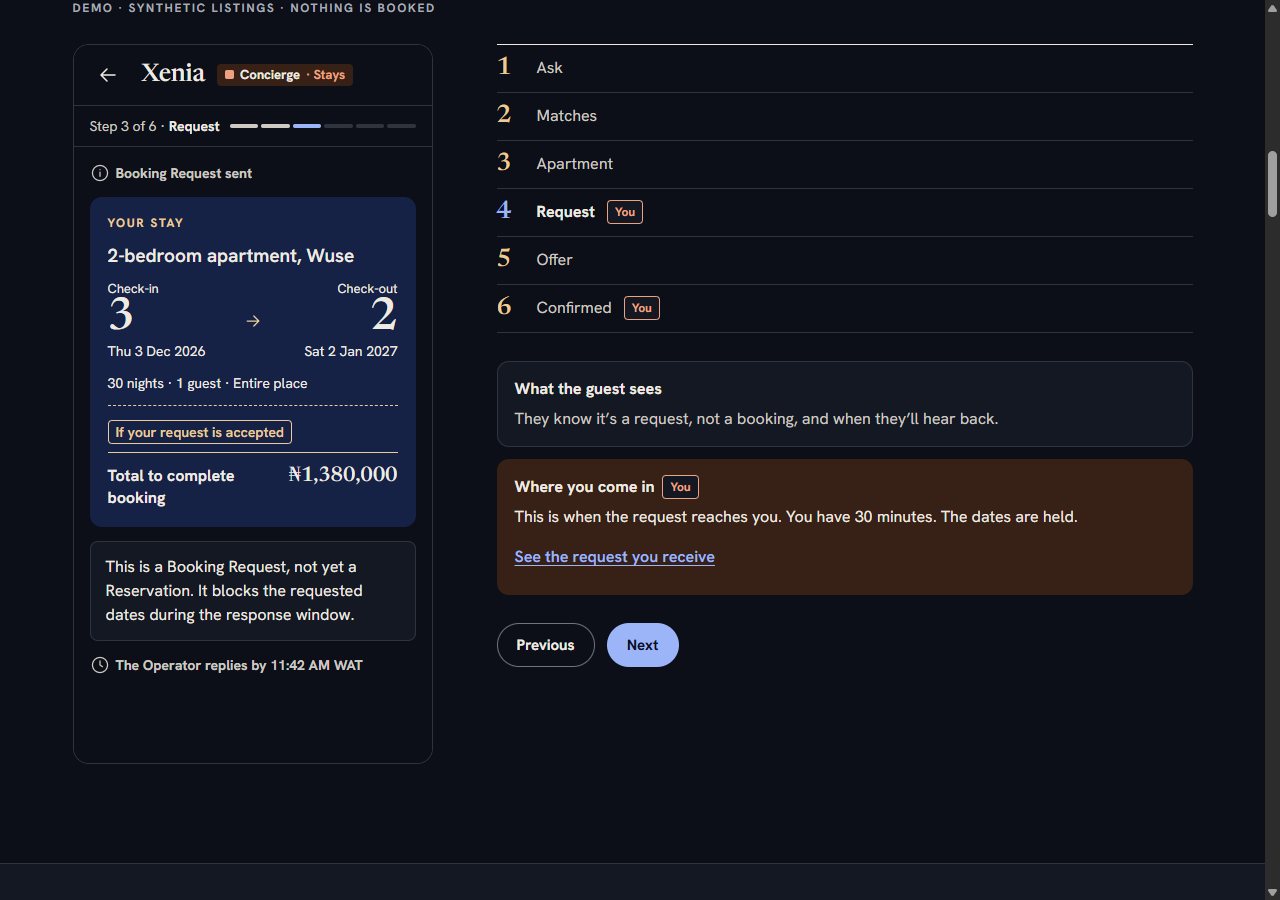 DEMO · SYNTHETIC LISTINGS · NOTHING IS BOOKED
Xenia
Concierge · Stays
Step 3 of 6 · Request
Booking Request sent
YOUR STAY
2-bedroom apartment, Wuse
Check-in
Check-out
3
→
2
Thu 3 Dec 2026
Sat 2 Jan 2027
30 nights · 1 guest · Entire place
If your request is accepted
Total to complete booking
₦1,380,000
This is a Booking Request, not yet a
Reservation. It blocks the requested
dates during the response window.
The Operator replies by 11:42 AM WAT
1 Ask
2 Matches
3 Apartment
4 Request You
5 Offer
6 Confirmed You
What the guest sees
They know it’s a request, not a booking, and when they’ll hear back.
Where you come in You
This is when the request reaches you. You have 30 minutes. The dates are held.
See the request you receive
Previous
Next